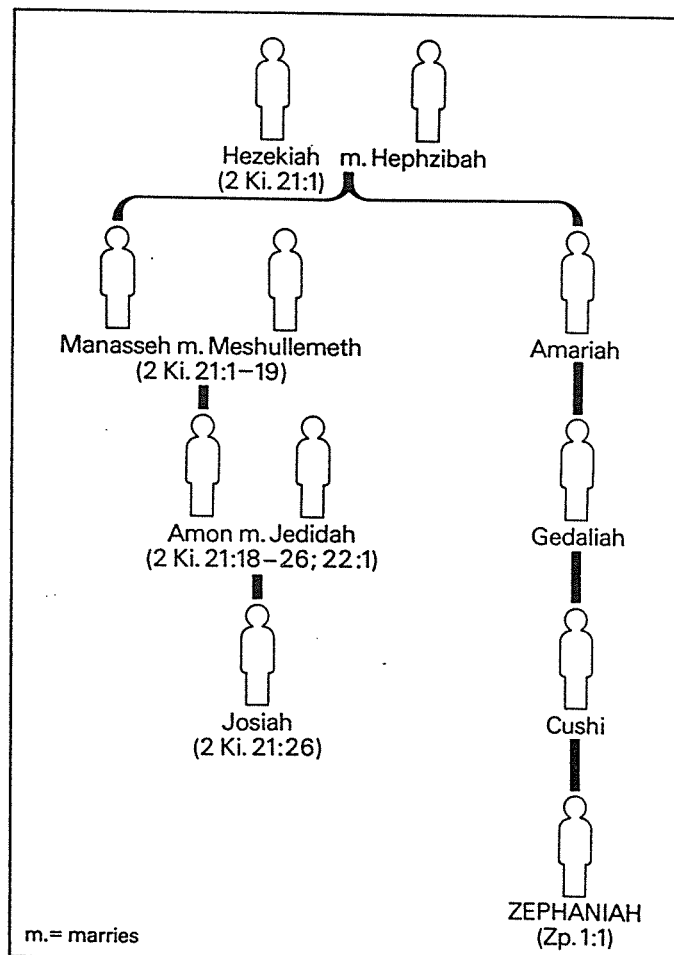 Hezekiah m. Hephzibah
(2 Ki. 21:1)
Manasseh m. Meshullemeth
(2 Ki. 21:1–19)
Amariah
Amon m. Jedidah
(2 Ki. 21:18–26; 22:1)
Gedaliah
Josiah
(2 Ki. 21:26)
Cushi
ZEPHANIAH
(Zp. 1:1)
m.= marries